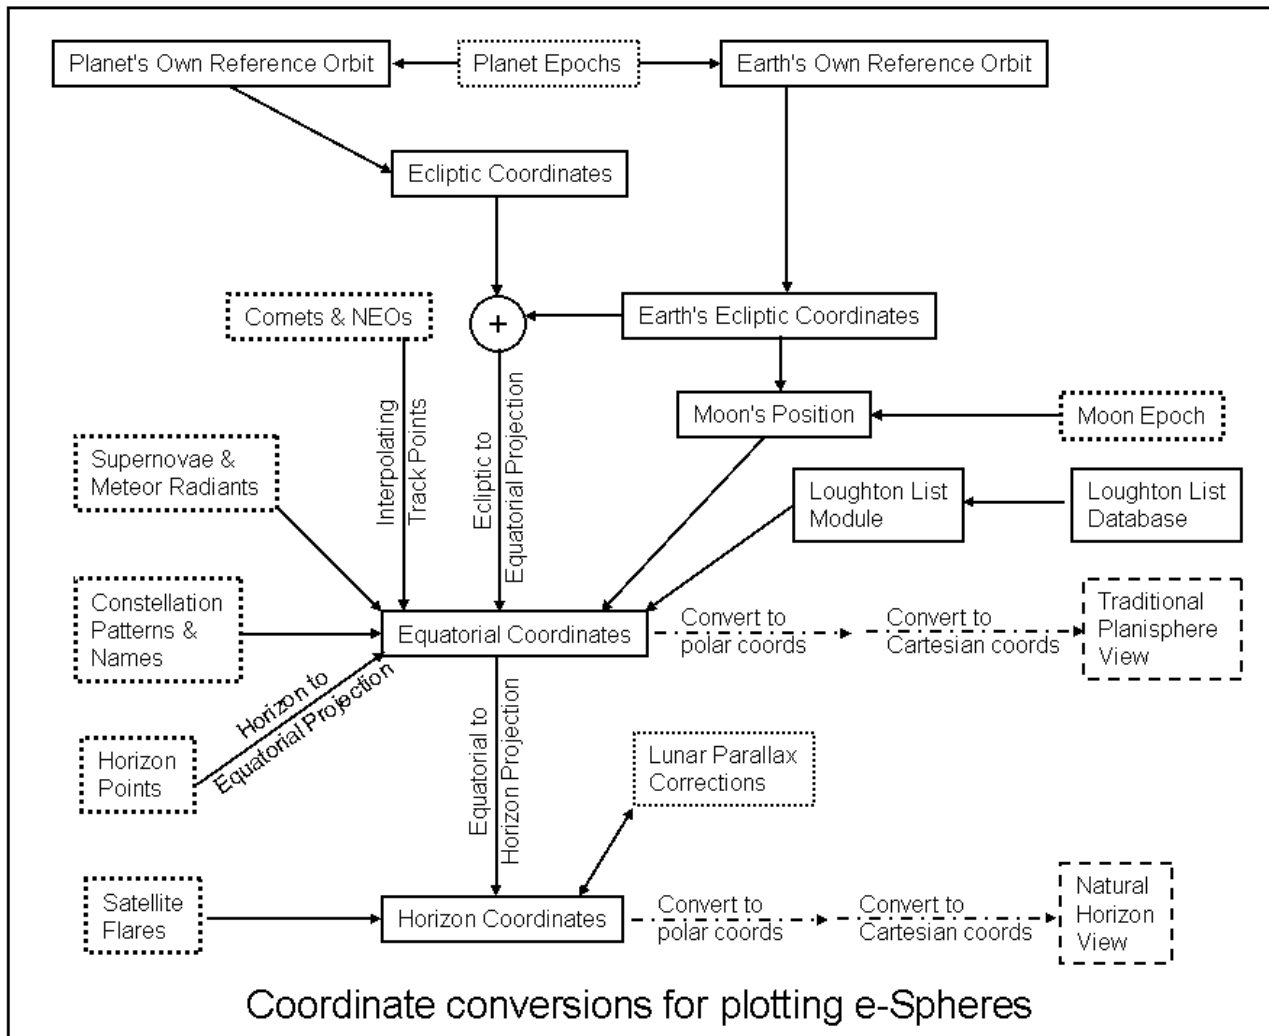 Planet's Own Reference Orbit
Planet Epochs
Earth's Own Reference Orbit
Ecliptic Coordinates
Comets & NEOs
+
Earth's Ecliptic Coordinates
Interpolating
Track Points
Ecliptic to
Equatorial Projection
Moon's Position
Moon Epoch
Supernovae &
Meteor Radiants
Loughton List
Module
Loughton List
Database
Constellation
Patterns &
Names
Equatorial Coordinates
Convert to
polar coords
Convert to
Cartesian coords
Traditional
Planisphere
View
Horizon to
Equatorial Projection
Horizon
Points
Equatorial to
Horizon Projection
Lunar Parallax
Corrections
Satellite
Flares
Horizon Coordinates
Convert to
polar coords
Convert to
Cartesian coords
Natural
Horizon
View
Coordinate conversions for plotting e-Spheres